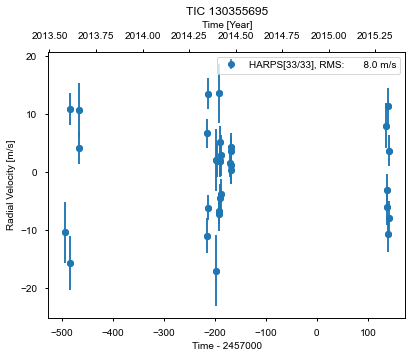 TIC 130355695
Time [Year]
2013.50 2013.75 2014.00 2014.25 2014.50 2014.75 2015.00 2015.25
HARPS[33/33], RMS: 8.0 m/s
Radial Velocity [m/s]
20
10
0
−10
−20
−500 −400 −300 −200 −100 0 100
Time - 2457000